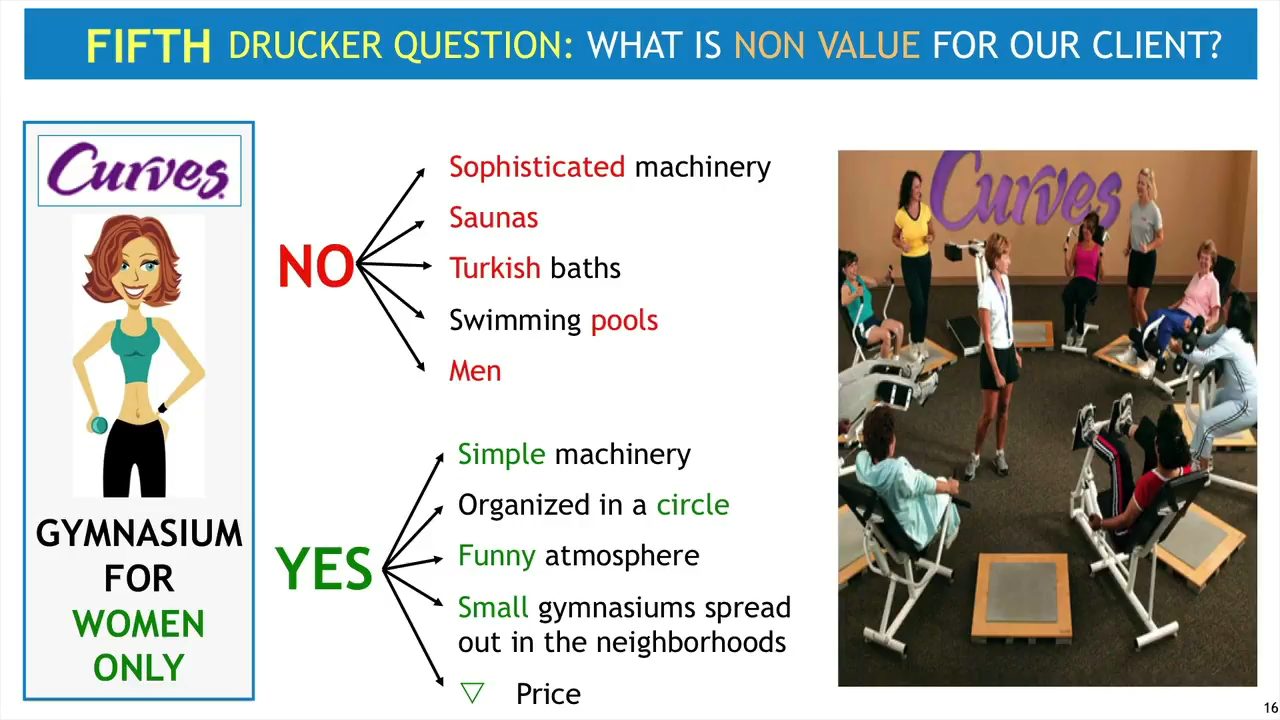 FIFTH DRUCKER QUESTION: WHAT IS NON VALUE FOR OUR CLIENT?
Curves
GYMNASIUM
FOR
WOMEN
ONLY
NO
Sophisticated machinery
Saunas
Turkish baths
Swimming pools
Men
YES
Simple machinery
Organized in a circle
Funny atmosphere
Small gymnasiums spread
out in the neighborhoods
▽ Price
Curves
16